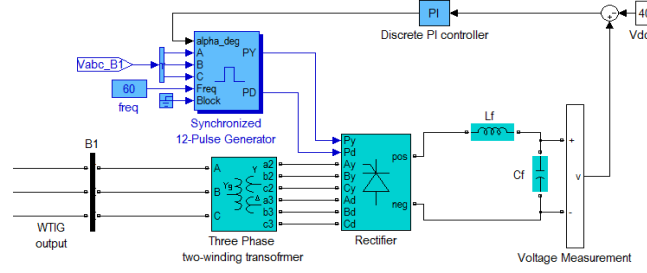 PI
40
Discrete PI controller
Vdc
alpha_deg
Vabc_B1
A
B
C
Freq
Block
PY
PD
60
freq
Synchronized
12-Pulse Generator
Lf
B1
Py
Pd
Ay
By
Cy
Ad
Bd
Cd
pos
neg
Cf
+
v
-
A
B
C
Yg
Y
Δ
a2
b2
c2
a3
b3
c3
WTIG
output
Three Phase
two-winding transofrmer
Rectifier
Voltage Measurement